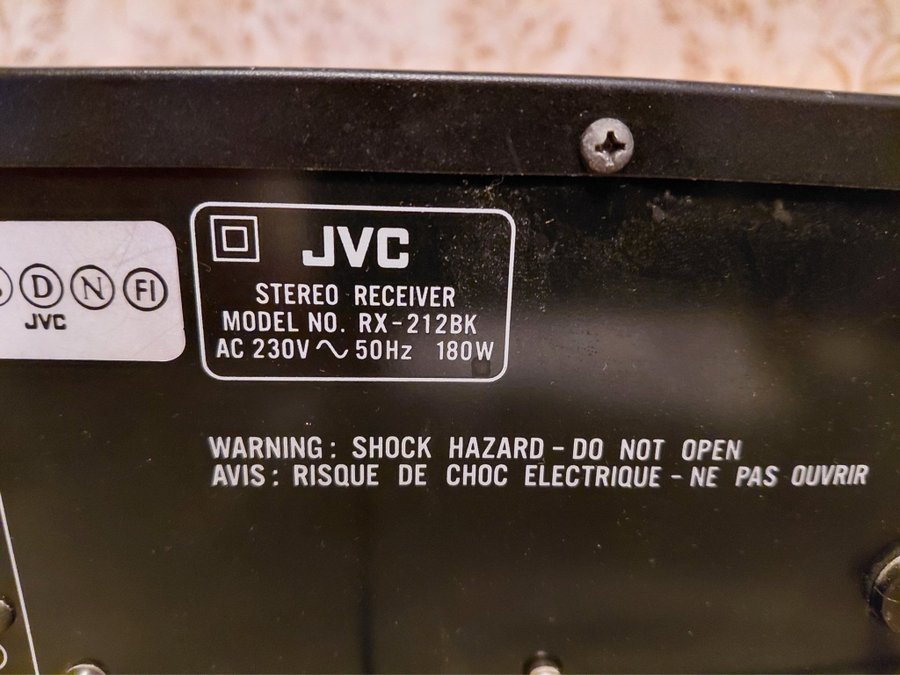 D N FI
JVC
JVC
STEREO RECEIVER
MODEL NO. RX-212BK
AC 230V ∿ 50Hz 180W
WARNING: SHOCK HAZARD - DO NOT OPEN
AVIS: RISQUE DE CHOC ELECTRIQUE - NE PAS OUVRIR